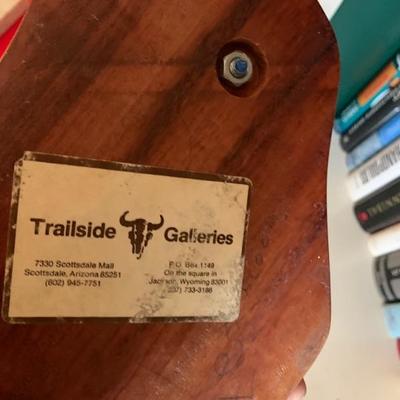 Trailside Galleries
7330 Scottsdale Mall
Scottsdale, Arizona 85251
(602) 945-7751
P.O. Box 1149
On the square in
Jackson, Wyoming 83001
733-3186